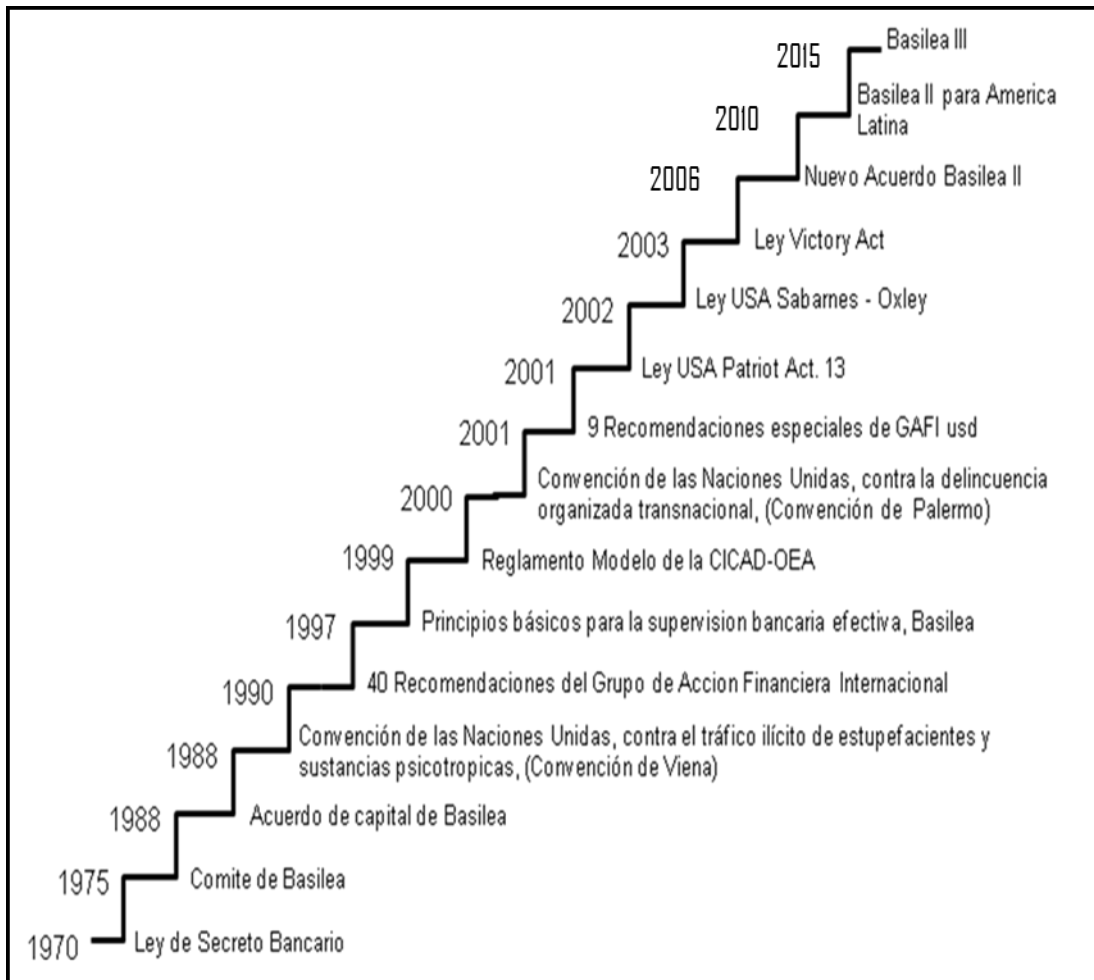 2015 Basilea III
2010 Basilea II para America
Latina
2006 Nuevo Acuerdo Basilea II
2003 Ley Victory Act
2002 Ley USA Sabarnes - Oxley
2001 Ley USA Patriot Act. 13
2001 9 Recomendaciones especiales de GAFI usd
2000 Convención de las Naciones Unidas, contra la delincuencia
organizada transnacional, (Convención de Palermo)
1999 Reglamento Modelo de la CICAD-OEA
1997 Principios básicos para la supervision bancaria efectiva, Basilea
1990 40 Recomendaciones del Grupo de Accion Financiera Internacional
1988 Convención de las Naciones Unidas, contra el tráfico ilícito de estupefacientes y
sustancias psicotropicas, (Convención de Viena)
1988 Acuerdo de capital de Basilea
1975 Comite de Basilea
1970 Ley de Secreto Bancario